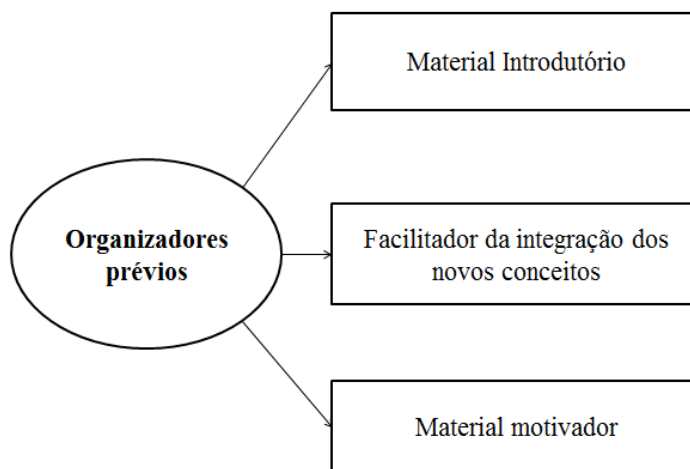 Material Introdutório
Organizadores
prévios
Facilitador da integração dos
novos conceitos
Material motivador